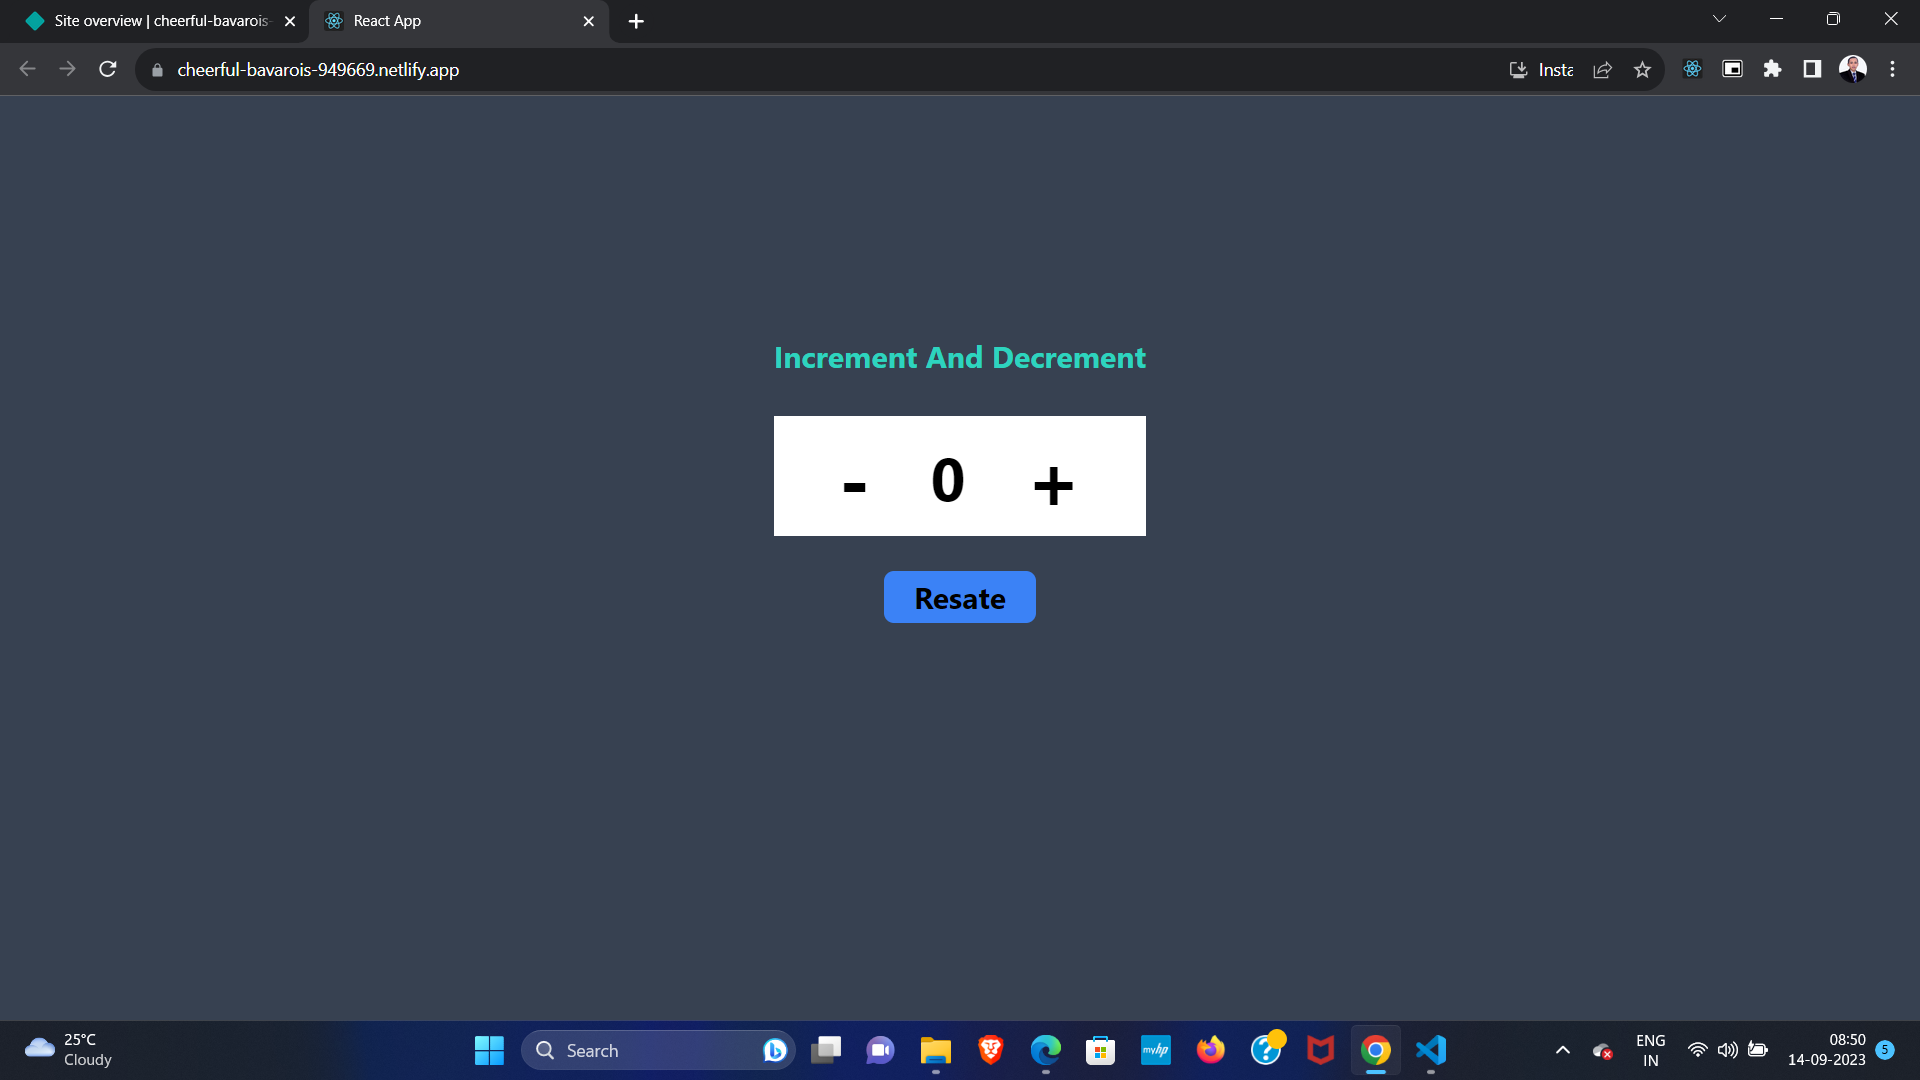 Site overview | cheerful-bavarois-
React App
cheerful-bavarois-949669.netlify.app
Insta
Increment And Decrement
- 0 +
Resate
25°C
Cloudy
Search
myhp
ENG
IN
08:50
14-09-2023
5